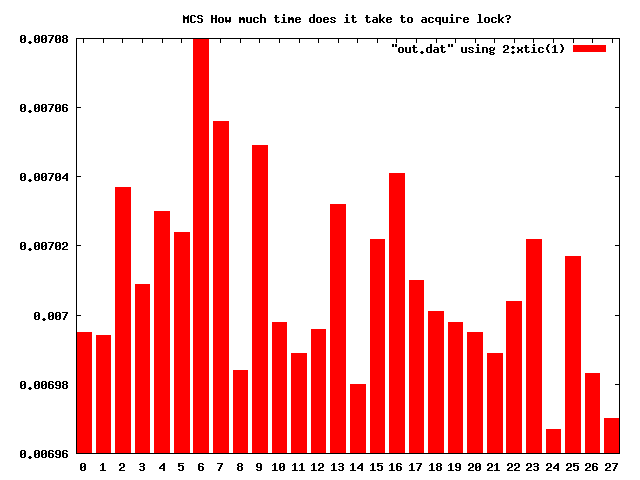 MCS How much time does it take to acquire lock?
"out.dat" using 2:xtic(1)
0.00708
0.00706
0.00704
0.00702
0.007
0.00698
0.00696
0 1 2 3 4 5 6 7 8 9 10 11 12 13 14 15 16 17 18 19 20 21 22 23 24 25 26 27